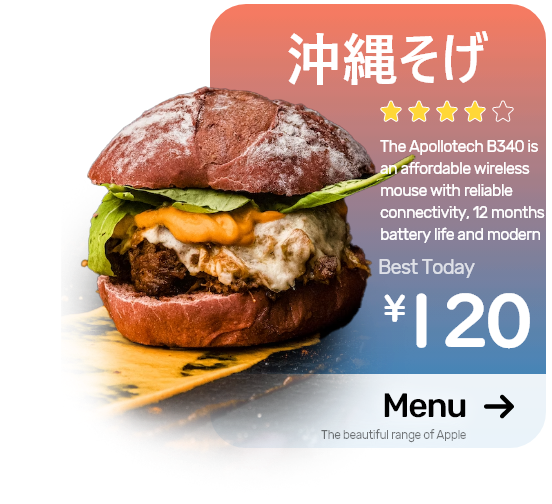 沖縄そげ
The Apollotech B340 is
an affordable wireless
mouse with reliable
connectivity, 12 months
battery life and modern
Best Today
¥120
Menu
The beautiful range of Apple